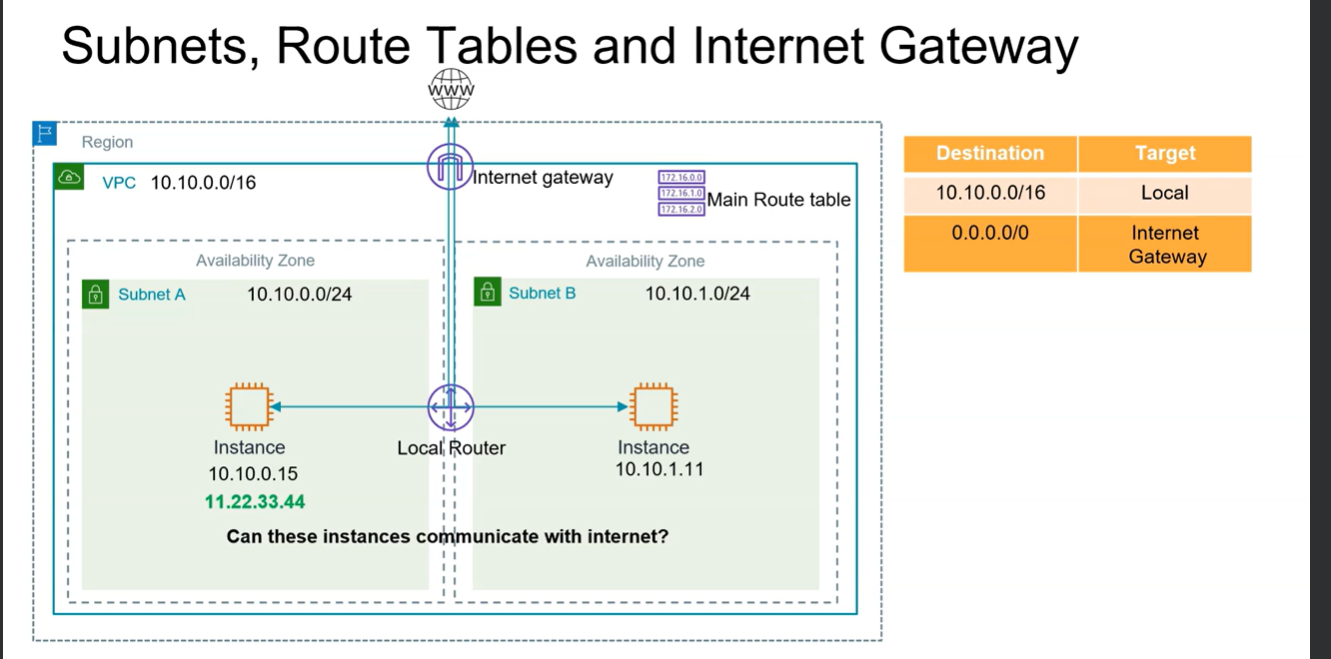 Subnets, Route Tables and Internet Gateway
WWW
Region
VPC 10.10.0.0/16
Internet gateway
172.16.0.0
172.16.1.0
172.16.2.0
Main Route table
Availability Zone
Subnet A 10.10.0.0/24
Availability Zone
Subnet B 10.10.1.0/24
Instance
10.10.0.15
11.22.33.44
Local Router
Instance
10.10.1.11
Can these instances communicate with internet?
Destination Target
10.10.0.0/16 Local
0.0.0.0/0 Internet
Gateway